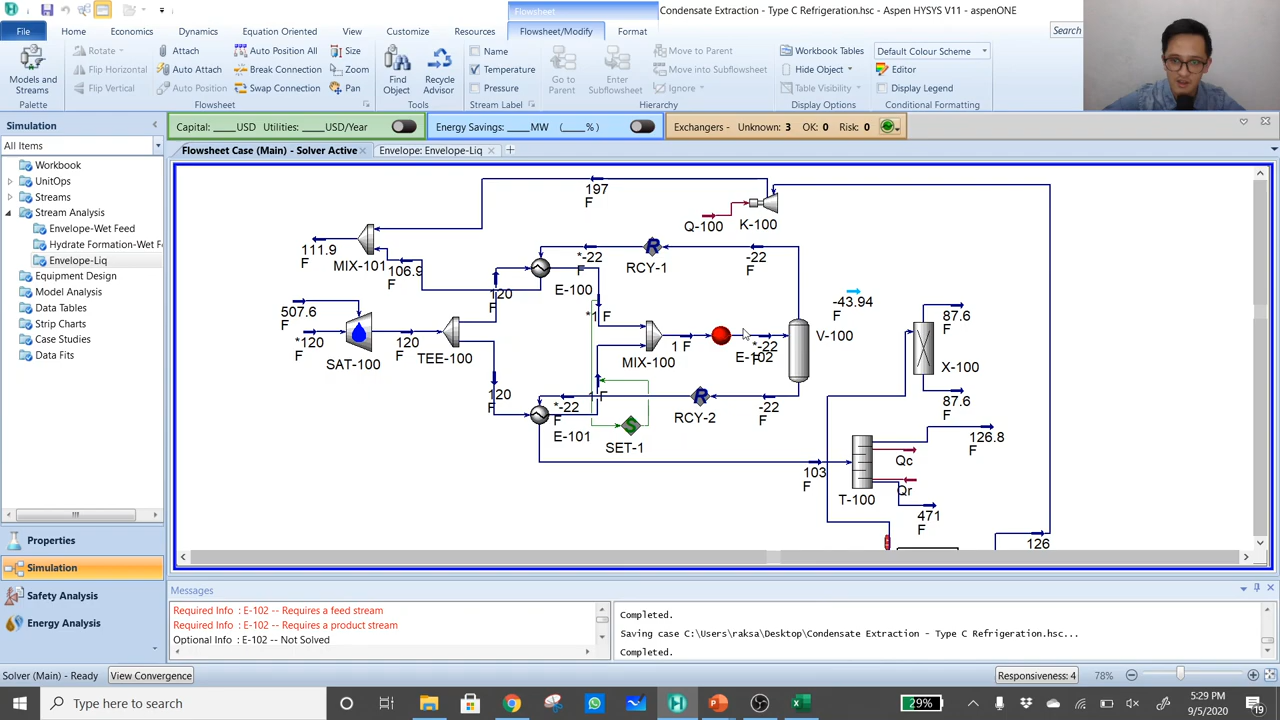 Flowsheet
Condensate Extraction - Type C Refrigeration.hsc - Aspen HYSYS V11 - aspenONE
File
Home
Economics
Dynamics
Equation Oriented
View
Customize
Resources
Flowsheet/Modify
Format
Search
Models and Streams
Palette
Rotate
Flip Horizontal
Flip Vertical
Attach
Auto Attach
Auto Position
Auto Position All
Break Connection
Swap Connection
Size
Zoom
Pan
Flowsheet
Find Object
Recycle Advisor
Tools
Name
Temperature
Pressure
Stream Label
Go to Parent
Enter Subflowsheet
Move to Parent
Move into Subflowsheet
Ignore
Hierarchy
Workbook Tables
Hide Object
Table Visibility
Display Options
Default Colour Scheme
Editor
Display Legend
Conditional Formatting
Simulation
Capital: ____USD Utilities: ____USD/Year
Energy Savings: ____MW (____%)
Exchangers - Unknown: 3 OK: 0 Risk: 0
All Items
Flowsheet Case (Main) - Solver Active
Envelope: Envelope-Liq
Workbook
UnitOps
Streams
Stream Analysis
Envelope-Wet Feed
Hydrate Formation-Wet F
Envelope-Liq
Equipment Design
Model Analysis
Data Tables
Strip Charts
Case Studies
Data Fits
197
F
Q-100
K-100
111.9
F
MIX-101
106.9
F
*-22
F
RCY-1
-22
F
E-100
120
F
507.6
F
*120
F
SAT-100
120
F
TEE-100
*1 F
MIX-100
1 F
E-102
*-22
F
V-100
-43.94
F
87.6
F
X-100
87.6
F
120
F
1 F
*-22
F
E-101
RCY-2
-22
F
SET-1
103
F
126.8
F
Qc
T-100
Qr
471
F
126
Properties
Simulation
Safety Analysis
Energy Analysis
Messages
Required Info : E-102 -- Requires a feed stream
Required Info : E-102 -- Requires a product stream
Optional Info : E-102 -- Not Solved
Completed.
Saving case C:\Users\raksa\Desktop\Condensate Extraction - Type C Refrigeration.hsc...
Completed.
Solver (Main) - Ready
View Convergence
Responsiveness: 4
78%
Type here to search
29%
5:29 PM
9/5/2020
19